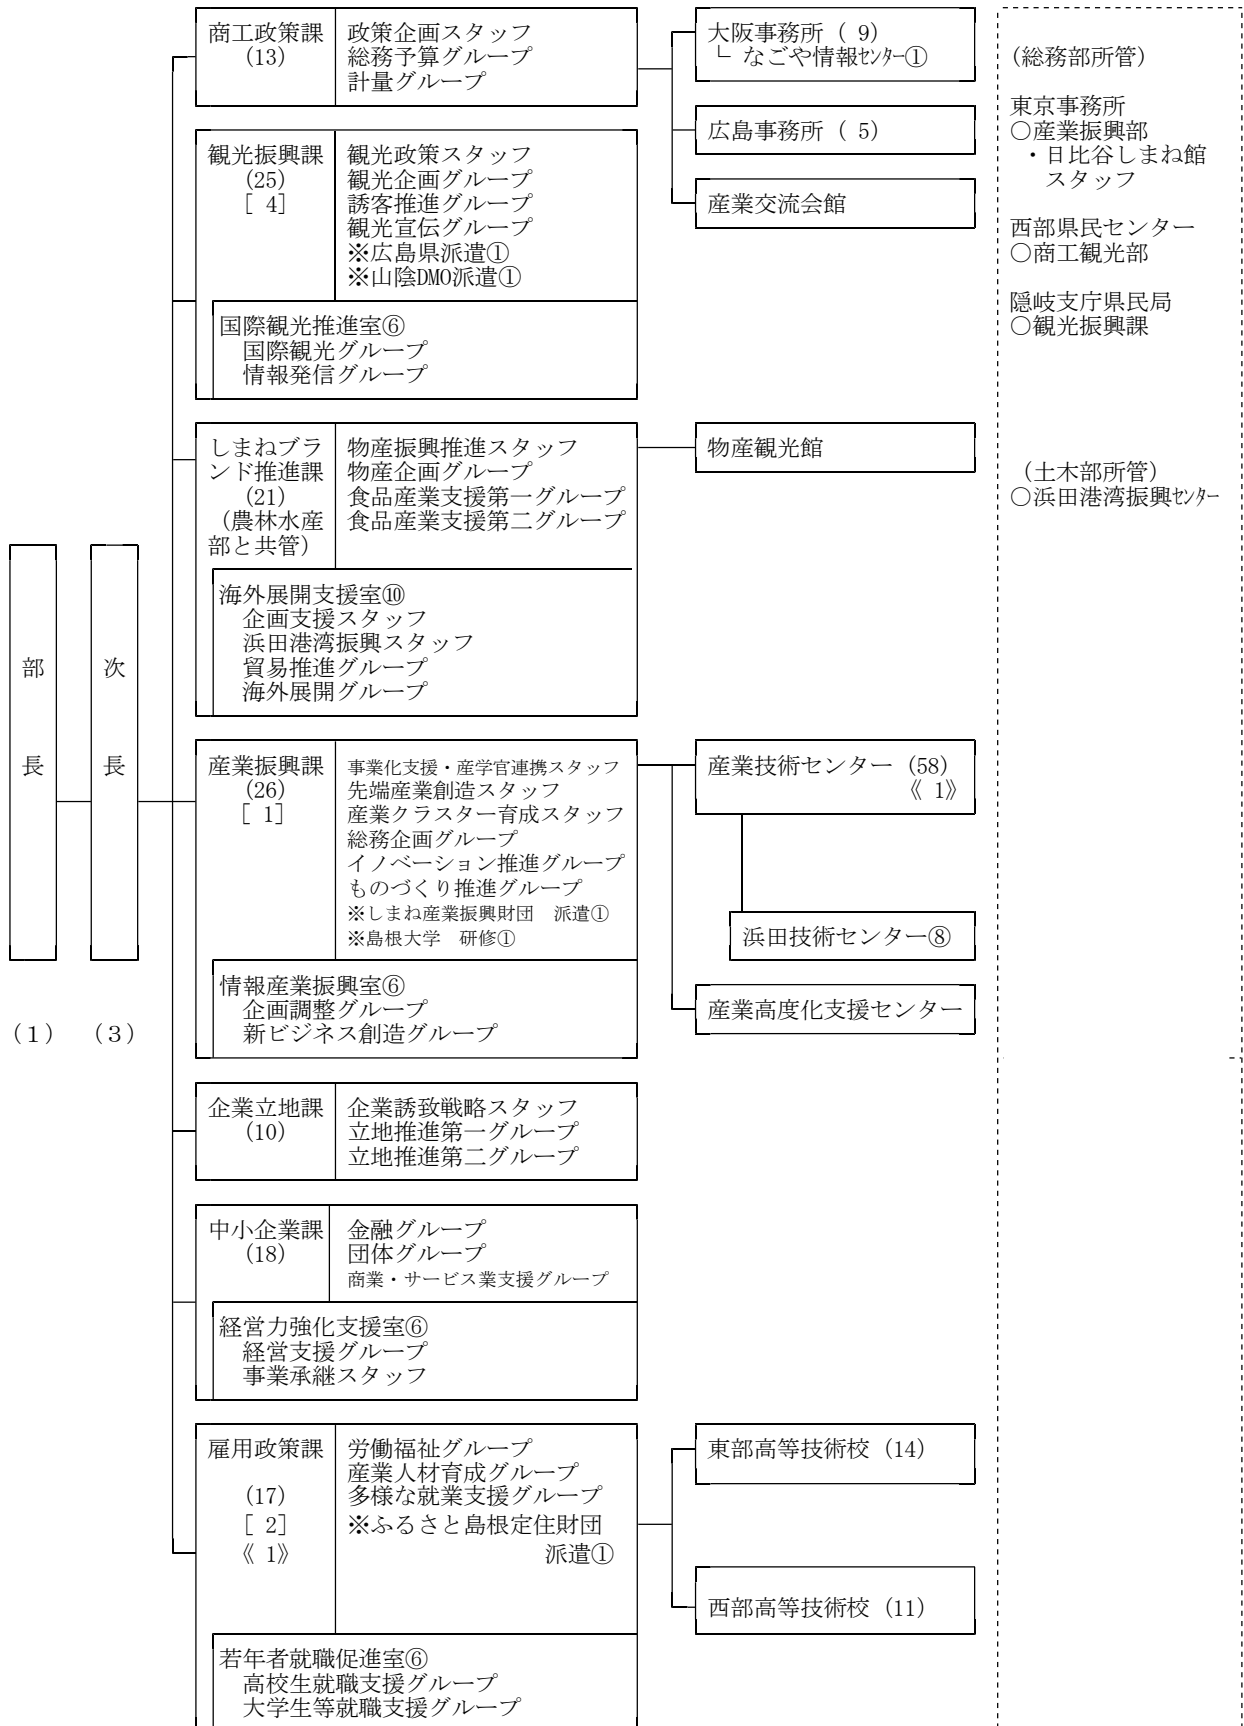 部
長
(1)
次
長
(3)
商工政策課
(13)
政策企画スタッフ
総務予算グループ
計量グループ
大阪事務所 ( 9)
└ なごや情報センター①
広島事務所 ( 5)
産業交流会館
観光振興課
(25)
[ 4]
観光政策スタッフ
観光企画グループ
誘客推進グループ
観光宣伝グループ
※広島県派遣①
※山陰DMO派遣①
国際観光推進室⑥
国際観光グループ
情報発信グループ
しまねブラ
ンド推進課
(21)
(農林水産
部と共管)
物産振興推進スタッフ
物産企画グループ
食品産業支援第一グループ
食品産業支援第二グループ
物産観光館
海外展開支援室⑩
企画支援スタッフ
浜田港湾振興スタッフ
貿易推進グループ
海外展開グループ
産業振興課
(26)
[ 1]
事業化支援・産学官連携スタッフ
先端産業創造スタッフ
産業クラスター育成スタッフ
総務企画グループ
イノベーション推進グループ
ものづくり推進グループ
※しまね産業振興財団 派遣①
※島根大学 研修①
産業技術センター (58)
《 1》
浜田技術センター⑧
産業高度化支援センター
情報産業振興室⑥
企画調整グループ
新ビジネス創造グループ
企業立地課
(10)
企業誘致戦略スタッフ
立地推進第一グループ
立地推進第二グループ
中小企業課
(18)
金融グループ
団体グループ
商業・サービス業支援グループ
経営力強化支援室⑥
経営支援グループ
事業承継スタッフ
雇用政策課
(17)
[ 2]
《 1》
労働福祉グループ
産業人材育成グループ
多様な就業支援グループ
※ふるさと島根定住財団
派遣①
東部高等技術校 (14)
西部高等技術校 (11)
若年者就職促進室⑥
高校生就職支援グループ
大学生等就職支援グループ
(総務部所管)
東京事務所
○産業振興部
・日比谷しまね館
スタッフ
西部県民センター
○商工観光部
隠岐支庁県民局
○観光振興課
(土木部所管)
○浜田港湾振興センター